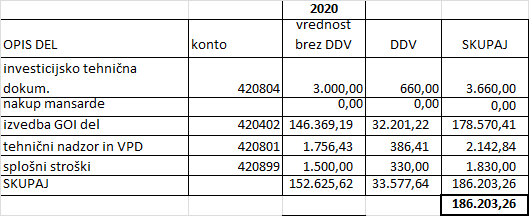 2020
OPIS DEL konto vrednost brez DDV DDV SKUPAJ
investicijsko tehnična
dokum. 420804 3.000,00 660,00 3.660,00
nakup mansarde 0,00 0,00 0,00
izvedba GOI del 420402 146.369,19 32.201,22 178.570,41
tehnični nadzor in VPD 420801 1.756,43 386,41 2.142,84
splošni stroški 420899 1.500,00 330,00 1.830,00
SKUPAJ 152.625,62 33.577,64 186.203,26
186.203,26